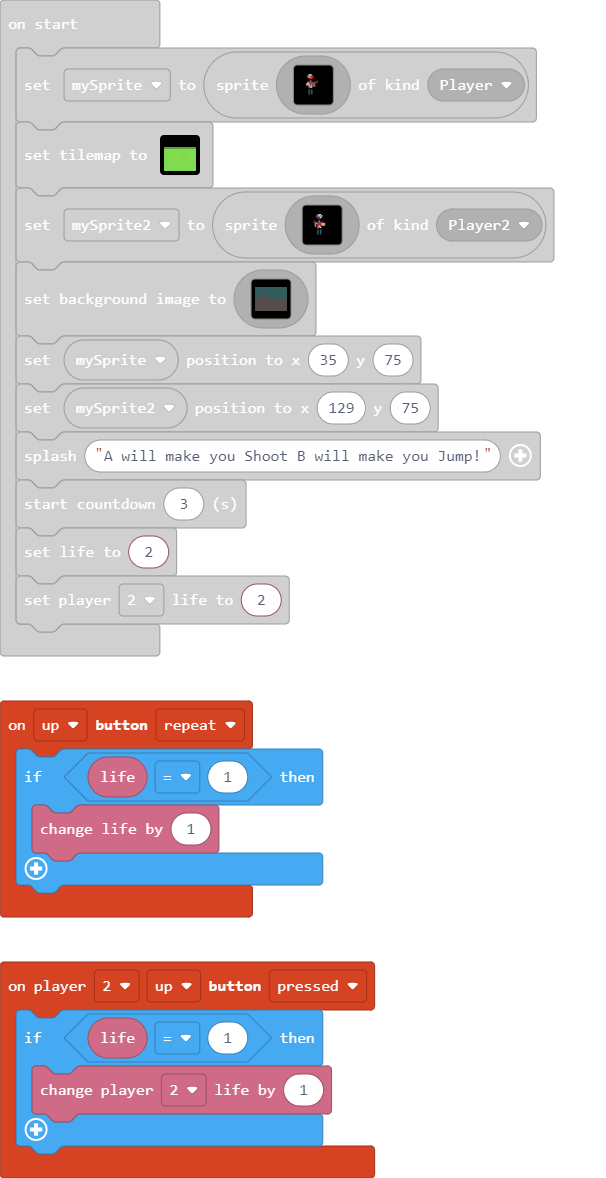 on start
set mySprite to sprite of kind Player
set tilemap to
set mySprite2 to sprite of kind Player2
set background image to
set mySprite position to x 35 y 75
set mySprite2 position to x 129 y 75
splash "A will make you Shoot B will make you Jump!"
start countdown 3 (s)
set life to 2
set player 2 life to 2
on up button repeat
if life = 1 then
change life by 1
on player 2 up button pressed
if life = 1 then
change player 2 life by 1